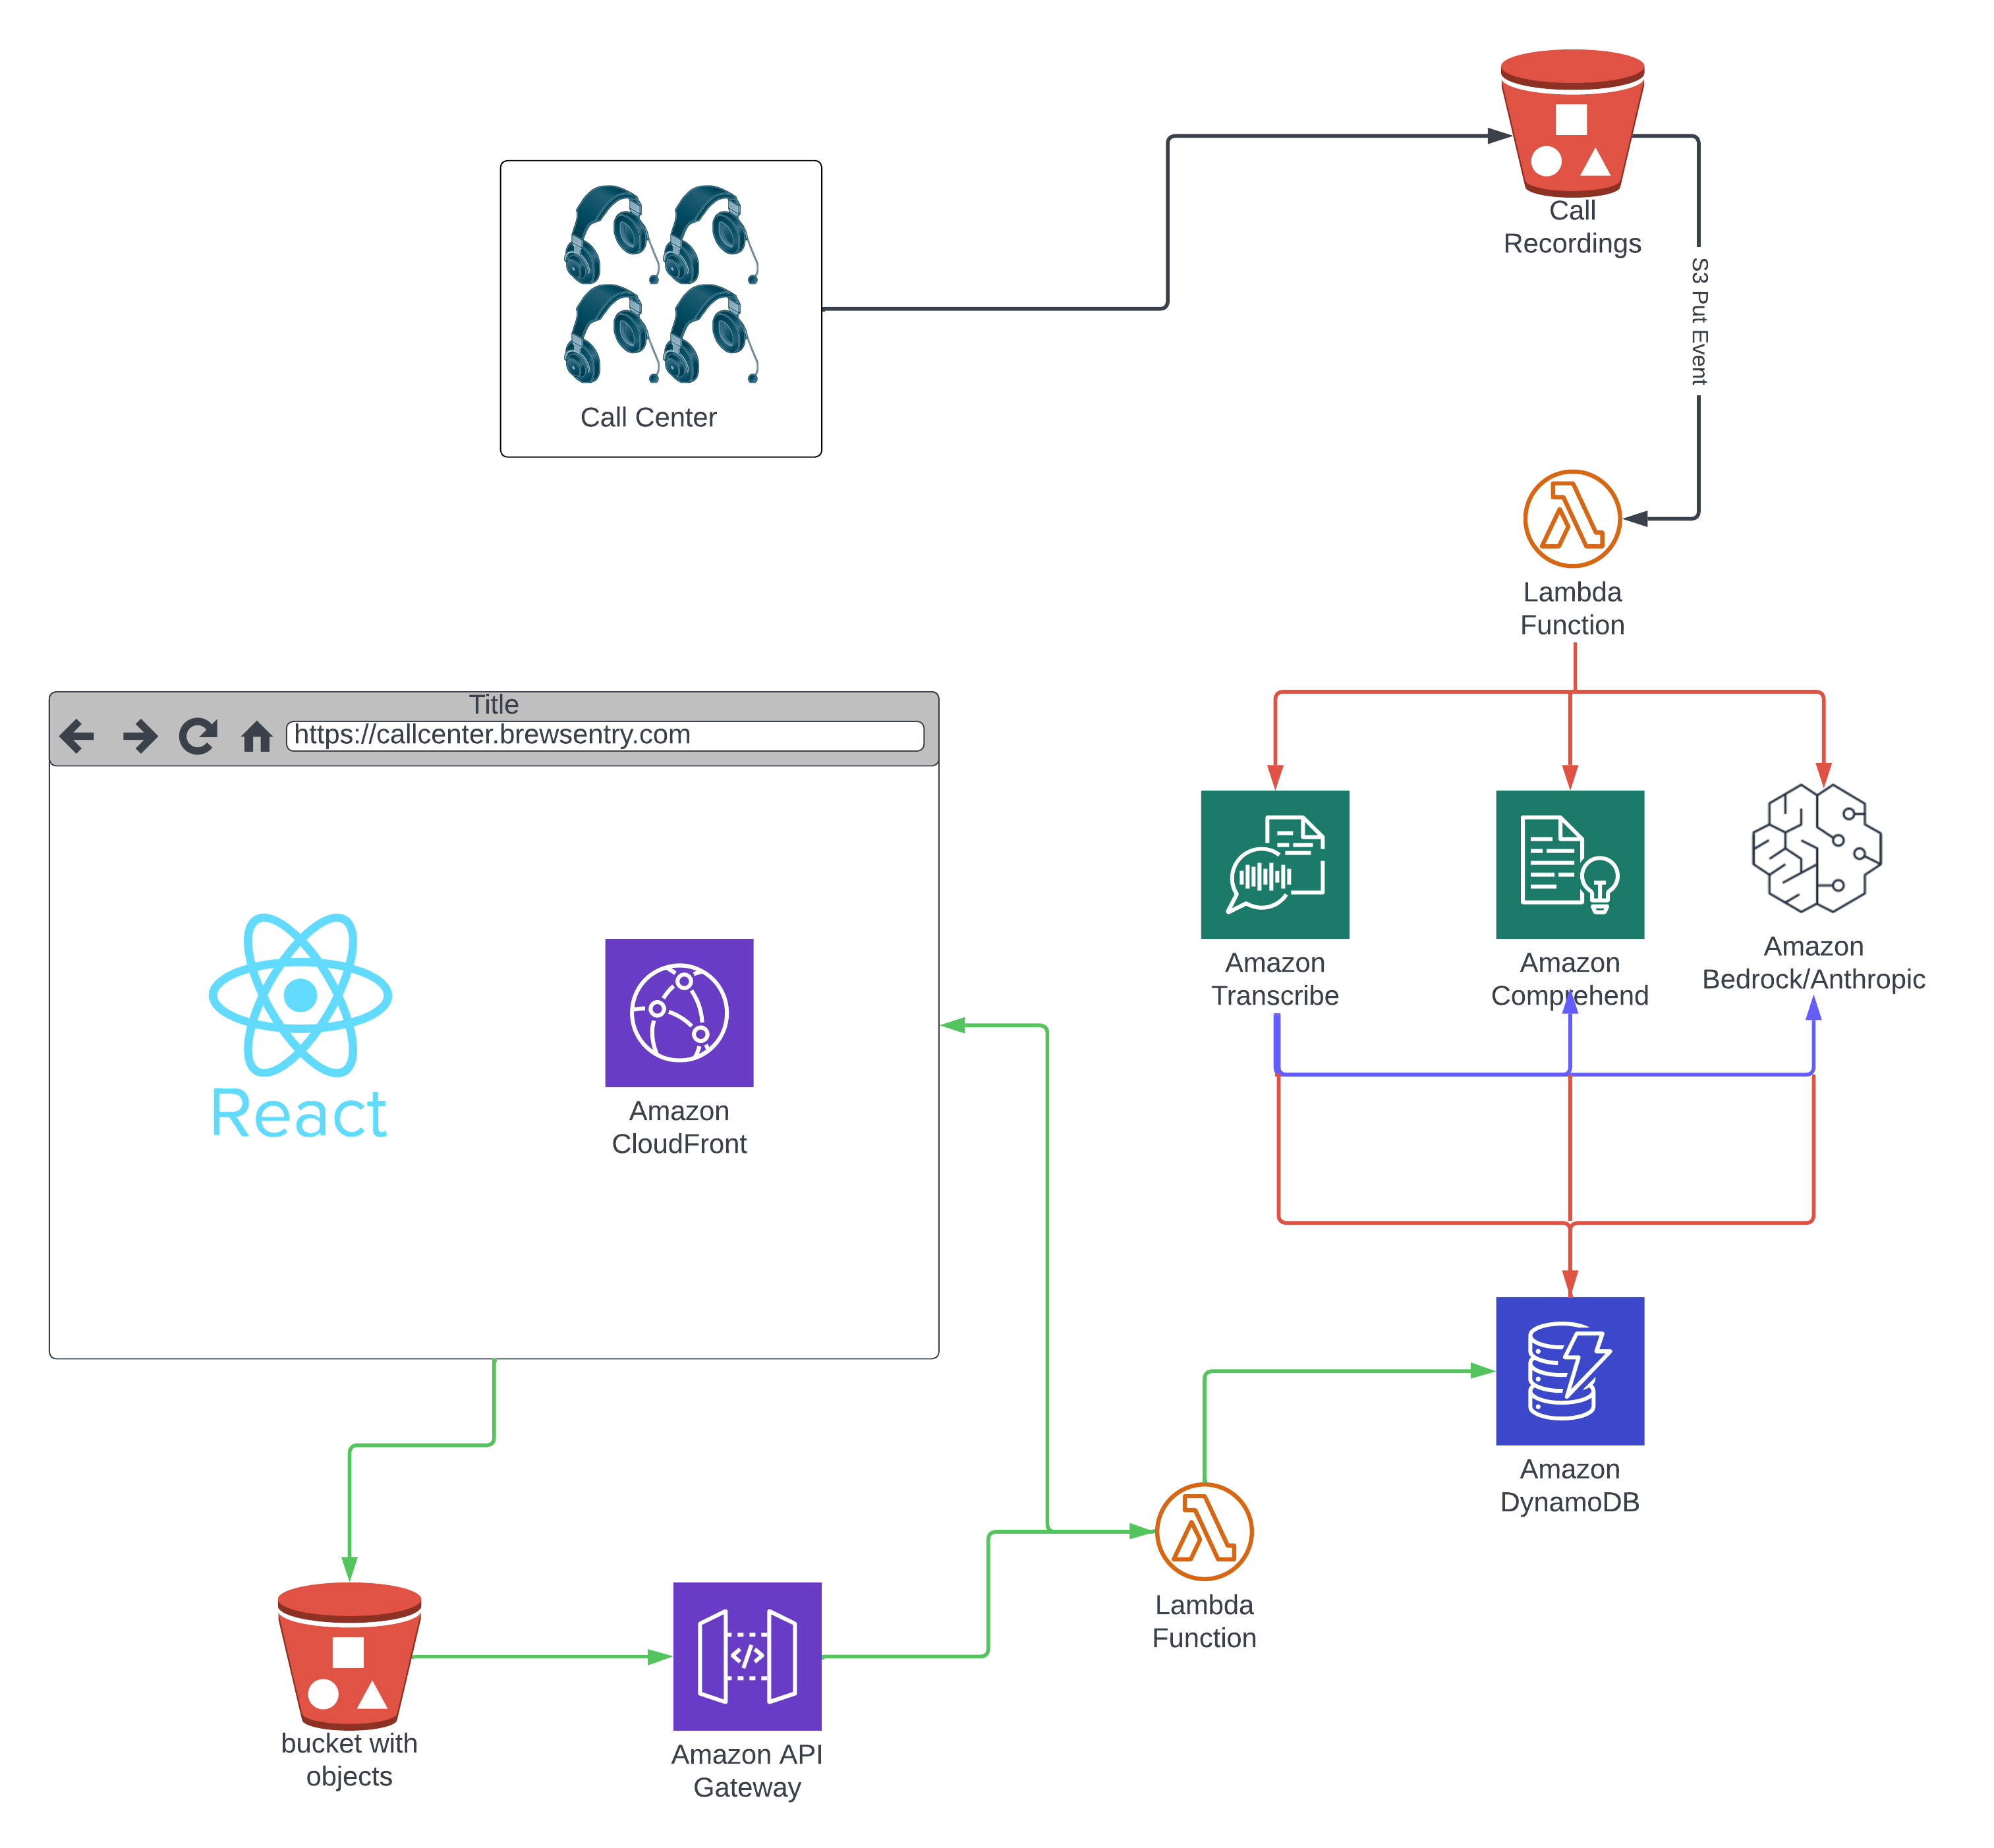 Call
Recordings
S3 Put Event
Call Center
Lambda
Function
Title
https://callcenter.brewsentry.com
React
Amazon
CloudFront
Amazon
Transcribe
Amazon
Comprehend
Amazon
Bedrock/Anthropic
Amazon
DynamoDB
Lambda
Function
bucket with
objects
Amazon API
Gateway